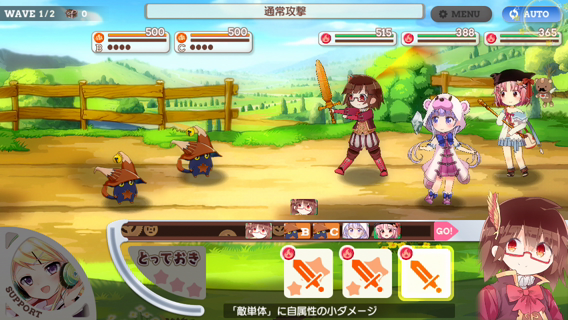 WAVE 1/2
0
通常攻撃
MENU
AUTO
500
B
500
C
515
388
365
B
C
GO!
SUPPORT
とっておき
「敵単体」に自属性の小ダメージ